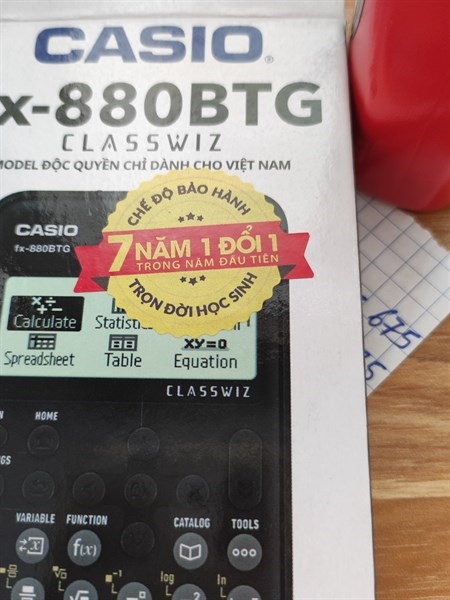 CASIO
x-880BTG
CLASSWIZ
MODEL ĐỘC QUYỀN CHỈ DÀNH CHO VIỆT NAM
CHẾ ĐỘ BẢO HÀNH
7 NĂM 1 ĐỔI 1
TRONG NĂM ĐẦU TIÊN
TRỌN ĐỜI HỌC SINH
CASIO
fx-880BTG
Calculate
Statistic
Spreadsheet
Table
xy=0
Equation
CLASSWIZ
HOME
GS
VARIABLE
FUNCTION
CATALOG
TOOLS
x
f(x)
log
ln
675